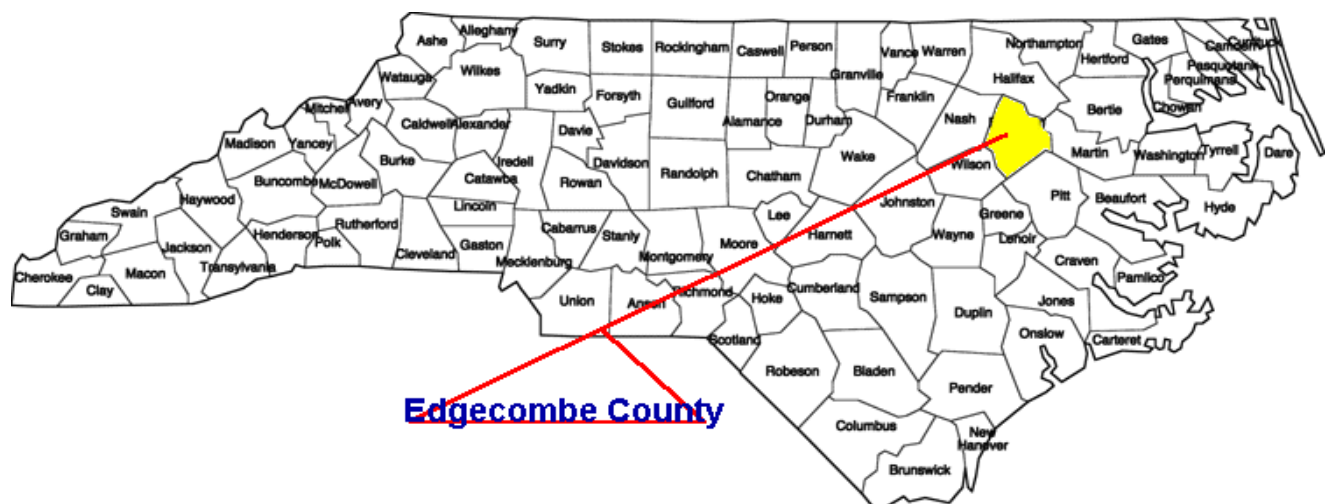 Ashe
Alleghany
Surry
Stokes
Rockingham
Caswell
Person
Vance
Warren
Northampton
Gates
Camden
Currituck
Pasquotank
Perquimans
Hertford
Granville
Halifax
Watauga
Wilkes
Yadkin
Forsyth
Guilford
Orange
Durham
Alamance
Franklin
Nash
Bertie
Chowan
Mitchell
Avery
Caldwell
Alexander
Madison
Yancey
Iredell
Davie
Davidson
Randolph
Chatham
Wake
Wilson
Martin
Washington
Tyrrell
Dare
Burke
Buncombe
McDowell
Catawba
Rowan
Haywood
Swain
Lincoln
Rutherford
Lee
Johnston
Greene
Pitt
Beaufort
Hyde
Graham
Jackson
Henderson
Polk
Cleveland
Gaston
Cabarrus
Stanly
Moore
Harnett
Wayne
Lenoir
Craven
Cherokee
Macon
Clay
Transylvania
Mecklenburg
Montgomery
Pamlico
Union
Anson
Richmond
Hoke
Cumberland
Sampson
Duplin
Jones
Onslow
Carteret
Scotland
Robeson
Bladen
Pender
Edgecombe County
Columbus
New
Hanover
Brunswick